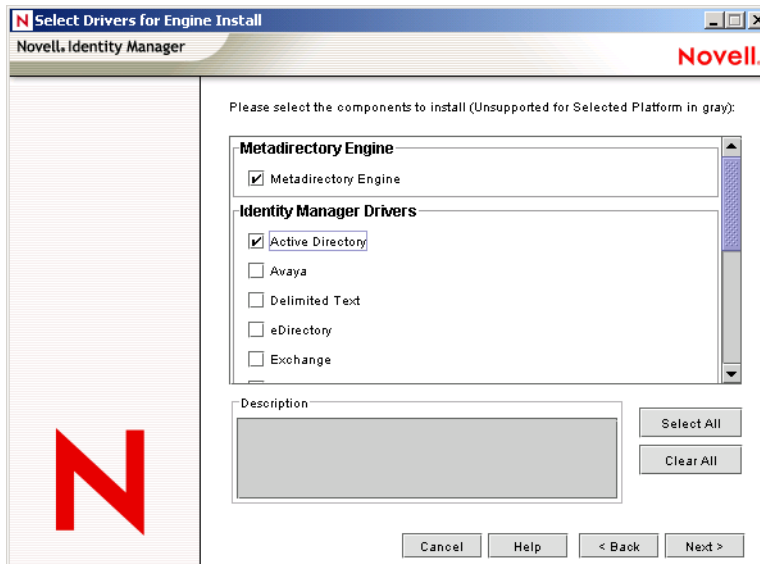 N Select Drivers for Engine Install
Novell. Identity Manager
Novell.
Please select the components to install (Unsupported for Selected Platform in gray):
Metadirectory Engine
Metadirectory Engine
Identity Manager Drivers
Active Directory
Avaya
Delimited Text
eDirectory
Exchange
Description
Select All
Clear All
N
Cancel Help < Back Next >